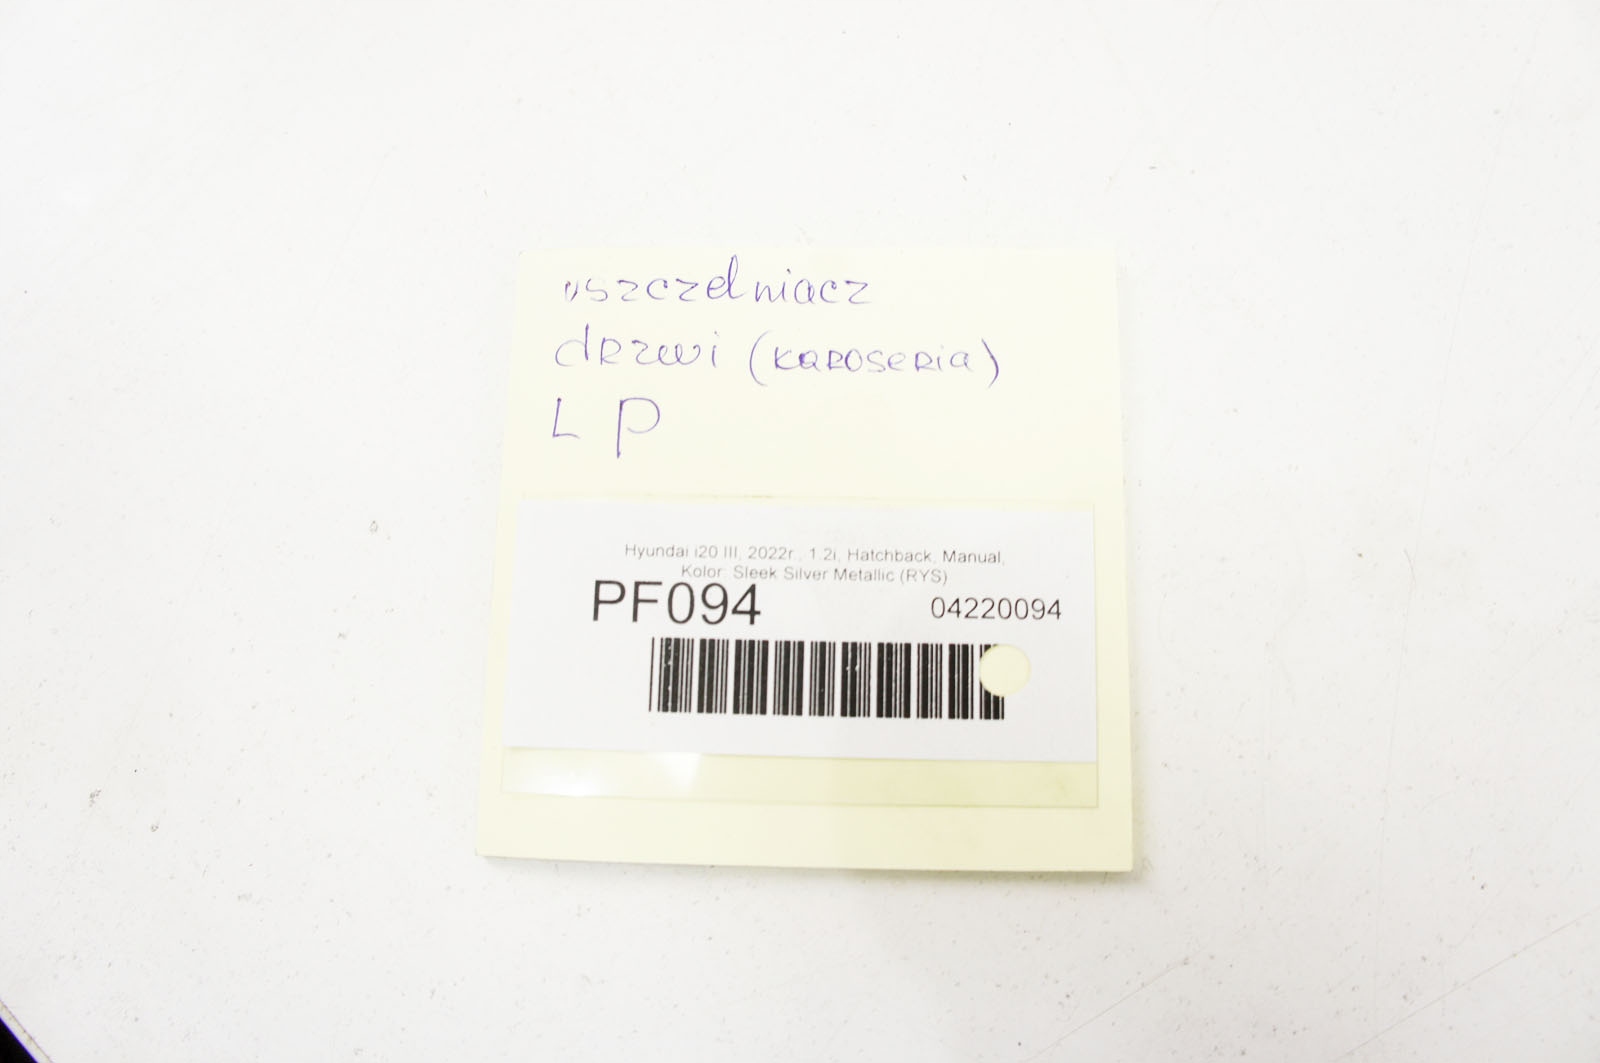 uszczelniacz
drzwi (karoseria)
L P
Hyundai i20 III, 2022r., 1.2i, Hatchback, Manual,
Kolor: Sleek Silver Metallic (RYS)
PF094 04220094